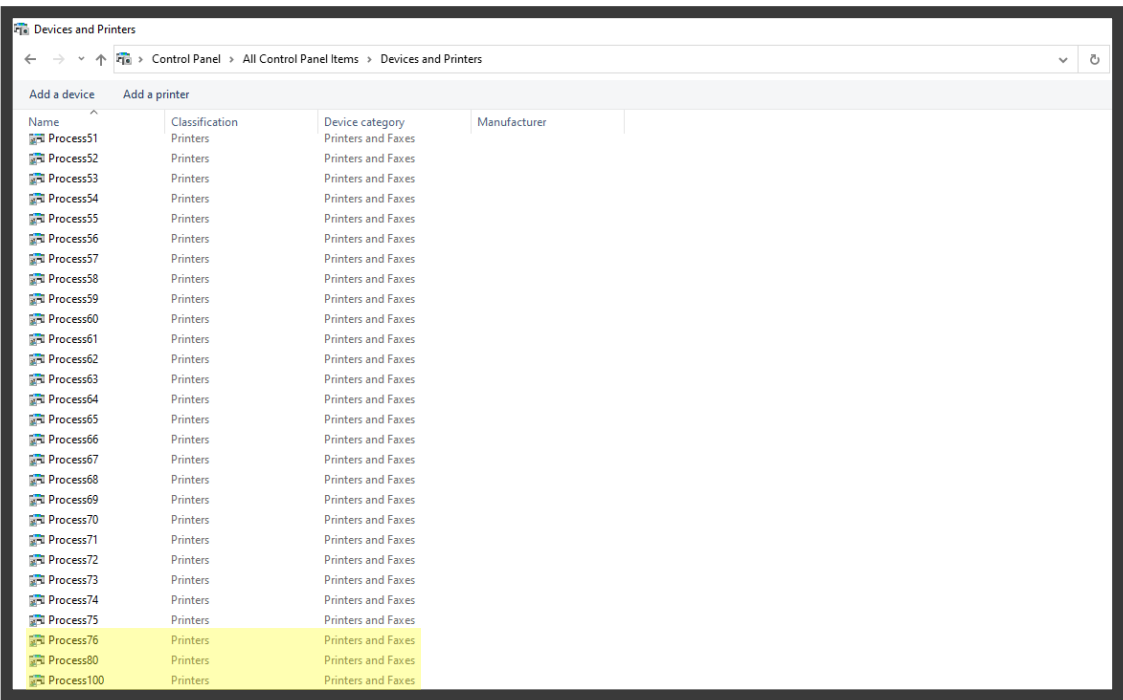 Devices and Printers
Control Panel > All Control Panel Items > Devices and Printers
Add a device Add a printer
Name Classification Device category Manufacturer
Process51 Printers Printers and Faxes
Process52 Printers Printers and Faxes
Process53 Printers Printers and Faxes
Process54 Printers Printers and Faxes
Process55 Printers Printers and Faxes
Process56 Printers Printers and Faxes
Process57 Printers Printers and Faxes
Process58 Printers Printers and Faxes
Process59 Printers Printers and Faxes
Process60 Printers Printers and Faxes
Process61 Printers Printers and Faxes
Process62 Printers Printers and Faxes
Process63 Printers Printers and Faxes
Process64 Printers Printers and Faxes
Process65 Printers Printers and Faxes
Process66 Printers Printers and Faxes
Process67 Printers Printers and Faxes
Process68 Printers Printers and Faxes
Process69 Printers Printers and Faxes
Process70 Printers Printers and Faxes
Process71 Printers Printers and Faxes
Process72 Printers Printers and Faxes
Process73 Printers Printers and Faxes
Process74 Printers Printers and Faxes
Process75 Printers Printers and Faxes
Process76 Printers Printers and Faxes
Process80 Printers Printers and Faxes
Process100 Printers Printers and Faxes